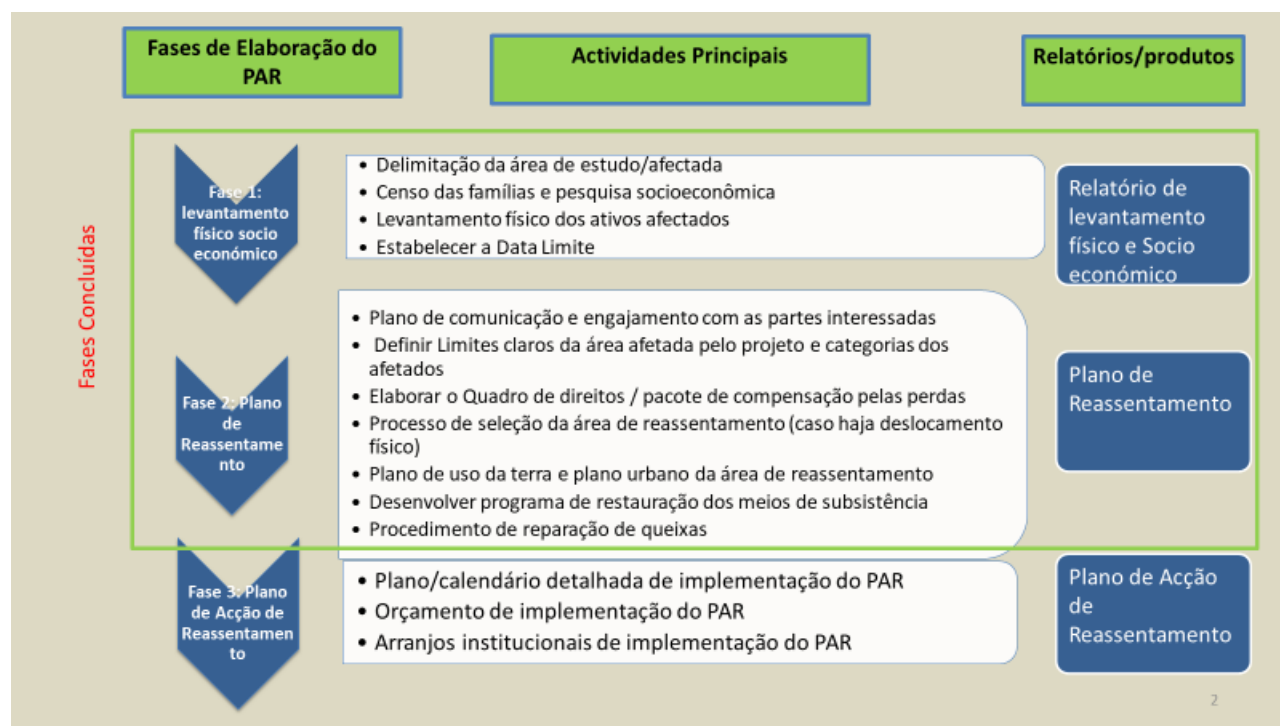 Fases de Elaboração do
PAR
Actividades Principais
Relatórios/produtos
Fases Concluídas
Fase 1:
levantamento
físico socio
económico
• Delimitação da área de estudo/afectada
• Censo das famílias e pesquisa socioeconômica
• Levantamento físico dos ativos afectados
• Estabelecer a Data Limite
Relatório de
levantamento
físico e Socio
económico
Fase 2: Plano
de
Reassentame
nto
• Plano de comunicação e engajamento com as partes interessadas
• Definir Limites claros da área afetada pelo projeto e categorias dos
afetados
• Elaborar o Quadro de direitos / pacote de compensação pelas perdas
• Processo de seleção da área de reassentamento (caso haja deslocamento
físico)
• Plano de uso da terra e plano urbano da área de reassentamento
• Desenvolver programa de restauração dos meios de subsistência
• Procedimento de reparação de queixas
Plano de
Reassentamento
Fase 3: Plano
de Acção de
Reassentamen
to
• Plano/calendário detalhada de implementação do PAR
• Orçamento de implementação do PAR
• Arranjos institucionais de implementação do PAR
Plano de Acção
de
Reassentamento
2